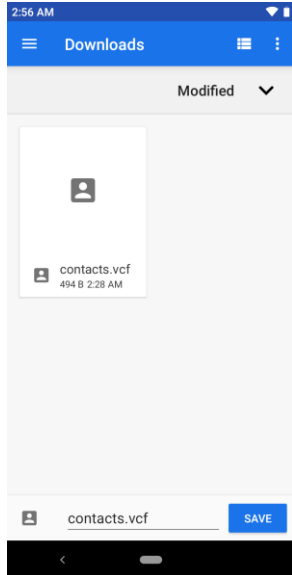 2:56 AM
Downloads
Modified
contacts.vcf
494 B 2:28 AM
contacts.vcf
SAVE